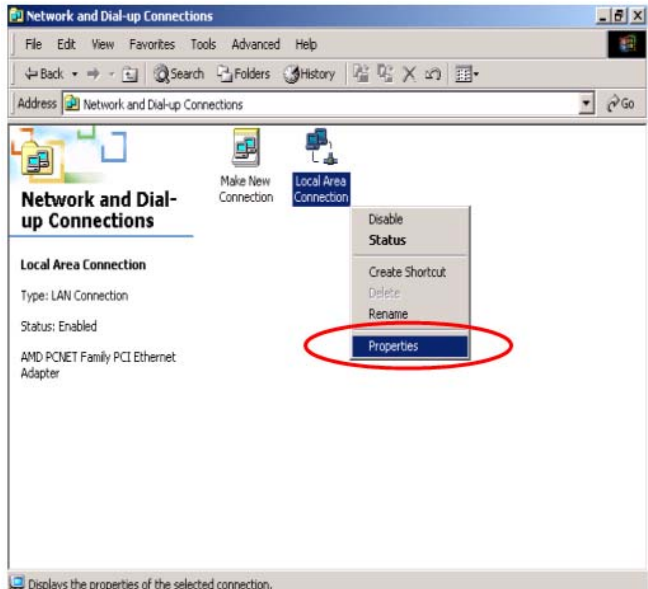 Network and Dial-up Connections
File Edit View Favorites Tools Advanced Help
Back Search Folders History
Address Network and Dial-up Connections Go
Make New
Connection
Local Area
Connection
Network and Dial-
up Connections
Local Area Connection
Type: LAN Connection
Status: Enabled
AMD PCNET Family PCI Ethernet
Adapter
Disable
Status
Create Shortcut
Delete
Rename
Properties
Displays the properties of the selected connection.